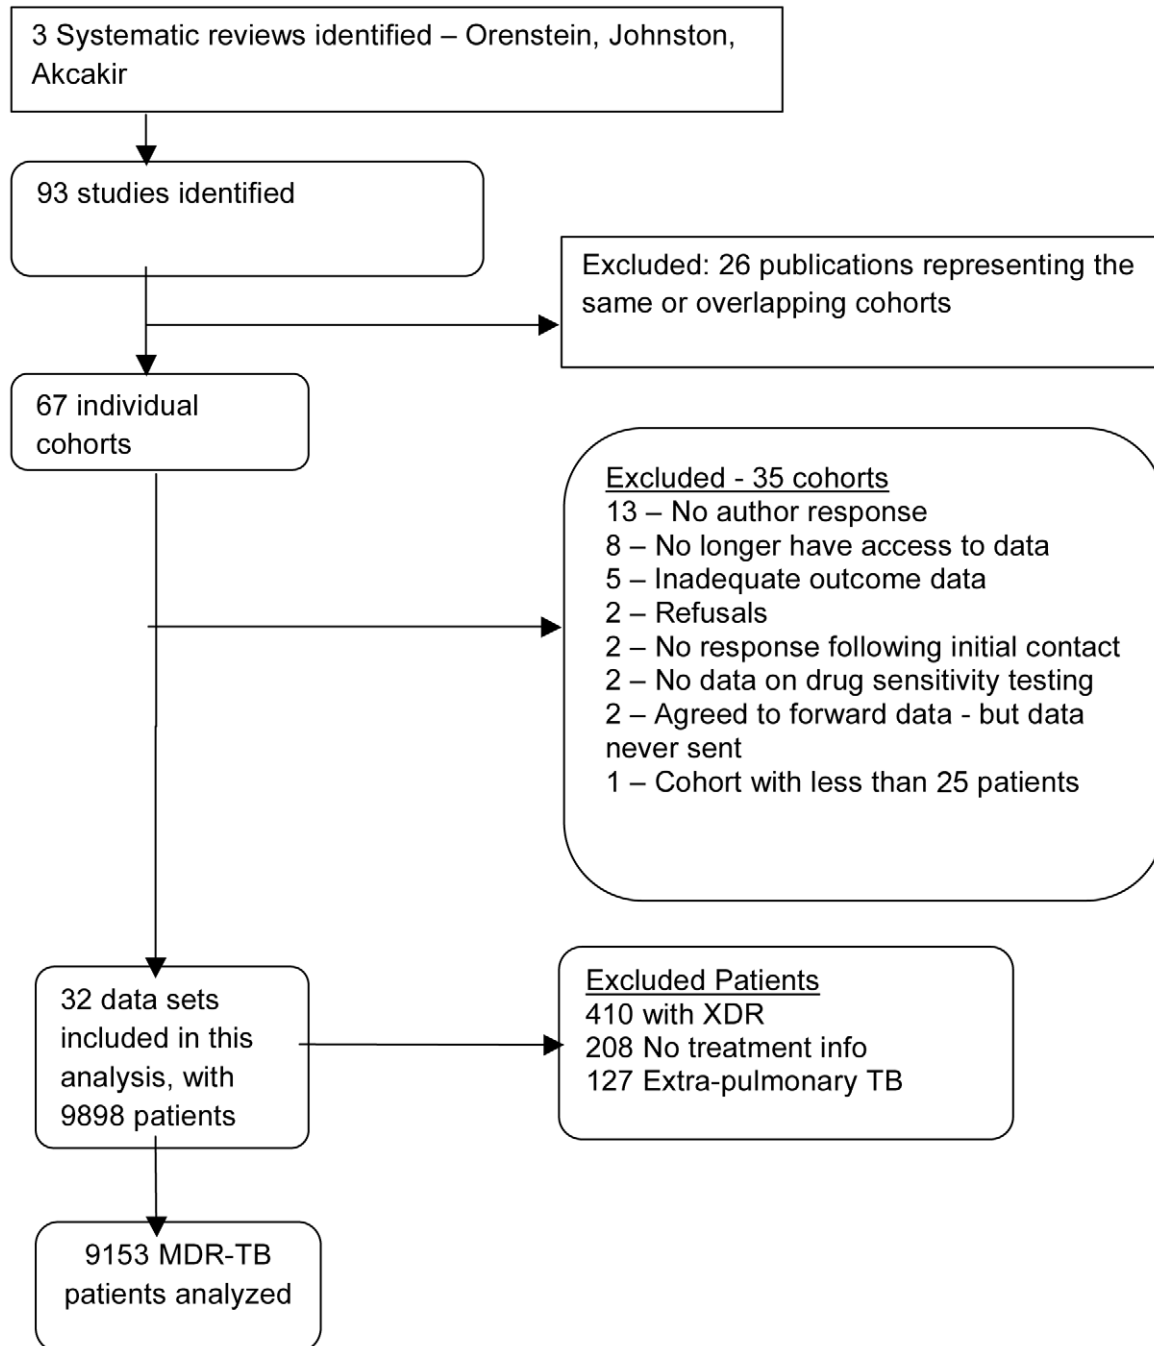 3 Systematic reviews identified – Orenstein, Johnston,
Akcakir
93 studies identified
Excluded: 26 publications representing the
same or overlapping cohorts
67 individual
cohorts
Excluded - 35 cohorts
13 – No author response
8 – No longer have access to data
5 – Inadequate outcome data
2 – Refusals
2 – No response following initial contact
2 – No data on drug sensitivity testing
2 – Agreed to forward data - but data
never sent
1 – Cohort with less than 25 patients
32 data sets
included in this
analysis, with
9898 patients
Excluded Patients
410 with XDR
208 No treatment info
127 Extra-pulmonary TB
9153 MDR-TB
patients analyzed